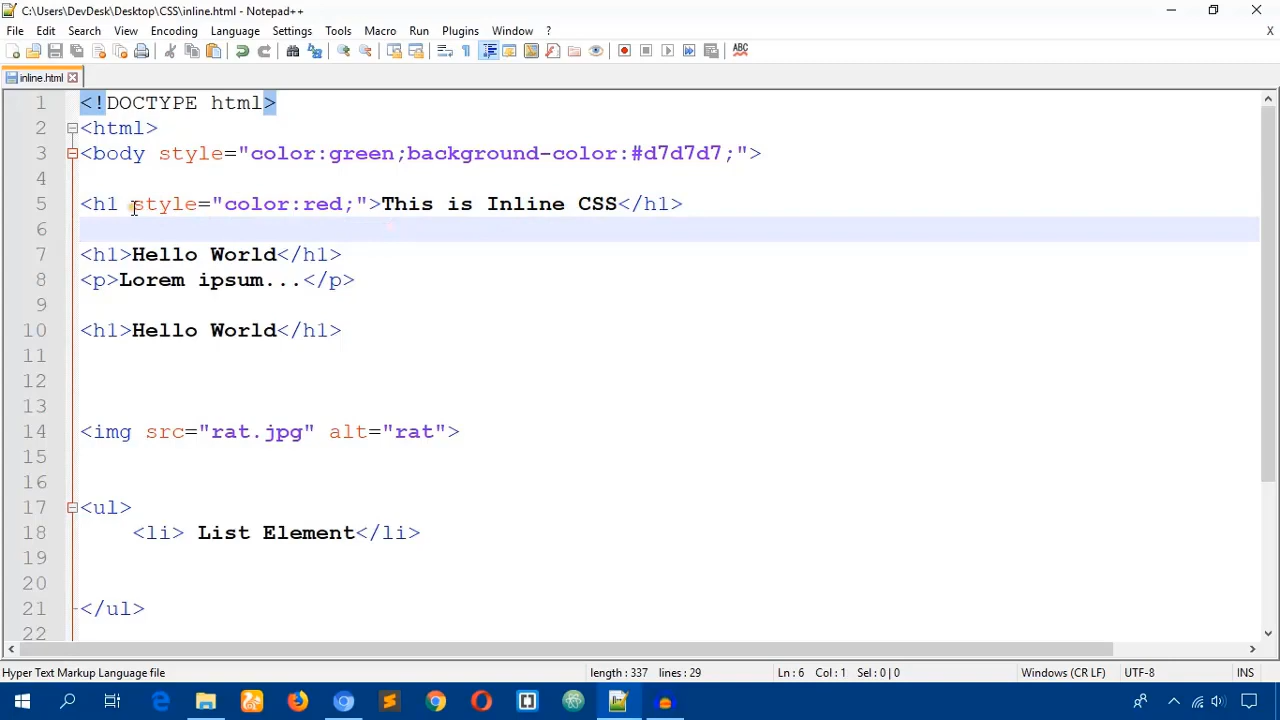 C:\Users\DevDesk\Desktop\CSS\inline.html - Notepad++
File Edit Search View Encoding Language Settings Tools Macro Run Plugins Window ? X
ABC
inline.html
1 <!DOCTYPE html>
2 <html>
3 <body style="color:green;background-color:#d7d7d7;">
4
5 <h1 style="color:red;">This is Inline CSS</h1>
6
7 <h1>Hello World</h1>
8 <p>Lorem ipsum...</p>
9
10 <h1>Hello World</h1>
11
12
13
14 <img src="rat.jpg" alt="rat">
15
16
17 <ul>
18 <li> List Element</li>
19
20
21 </ul>
22
Hyper Text Markup Language file length : 337 lines : 29 Ln : 6 Col : 1 Sel : 0 | 0 Windows (CR LF) UTF-8 INS